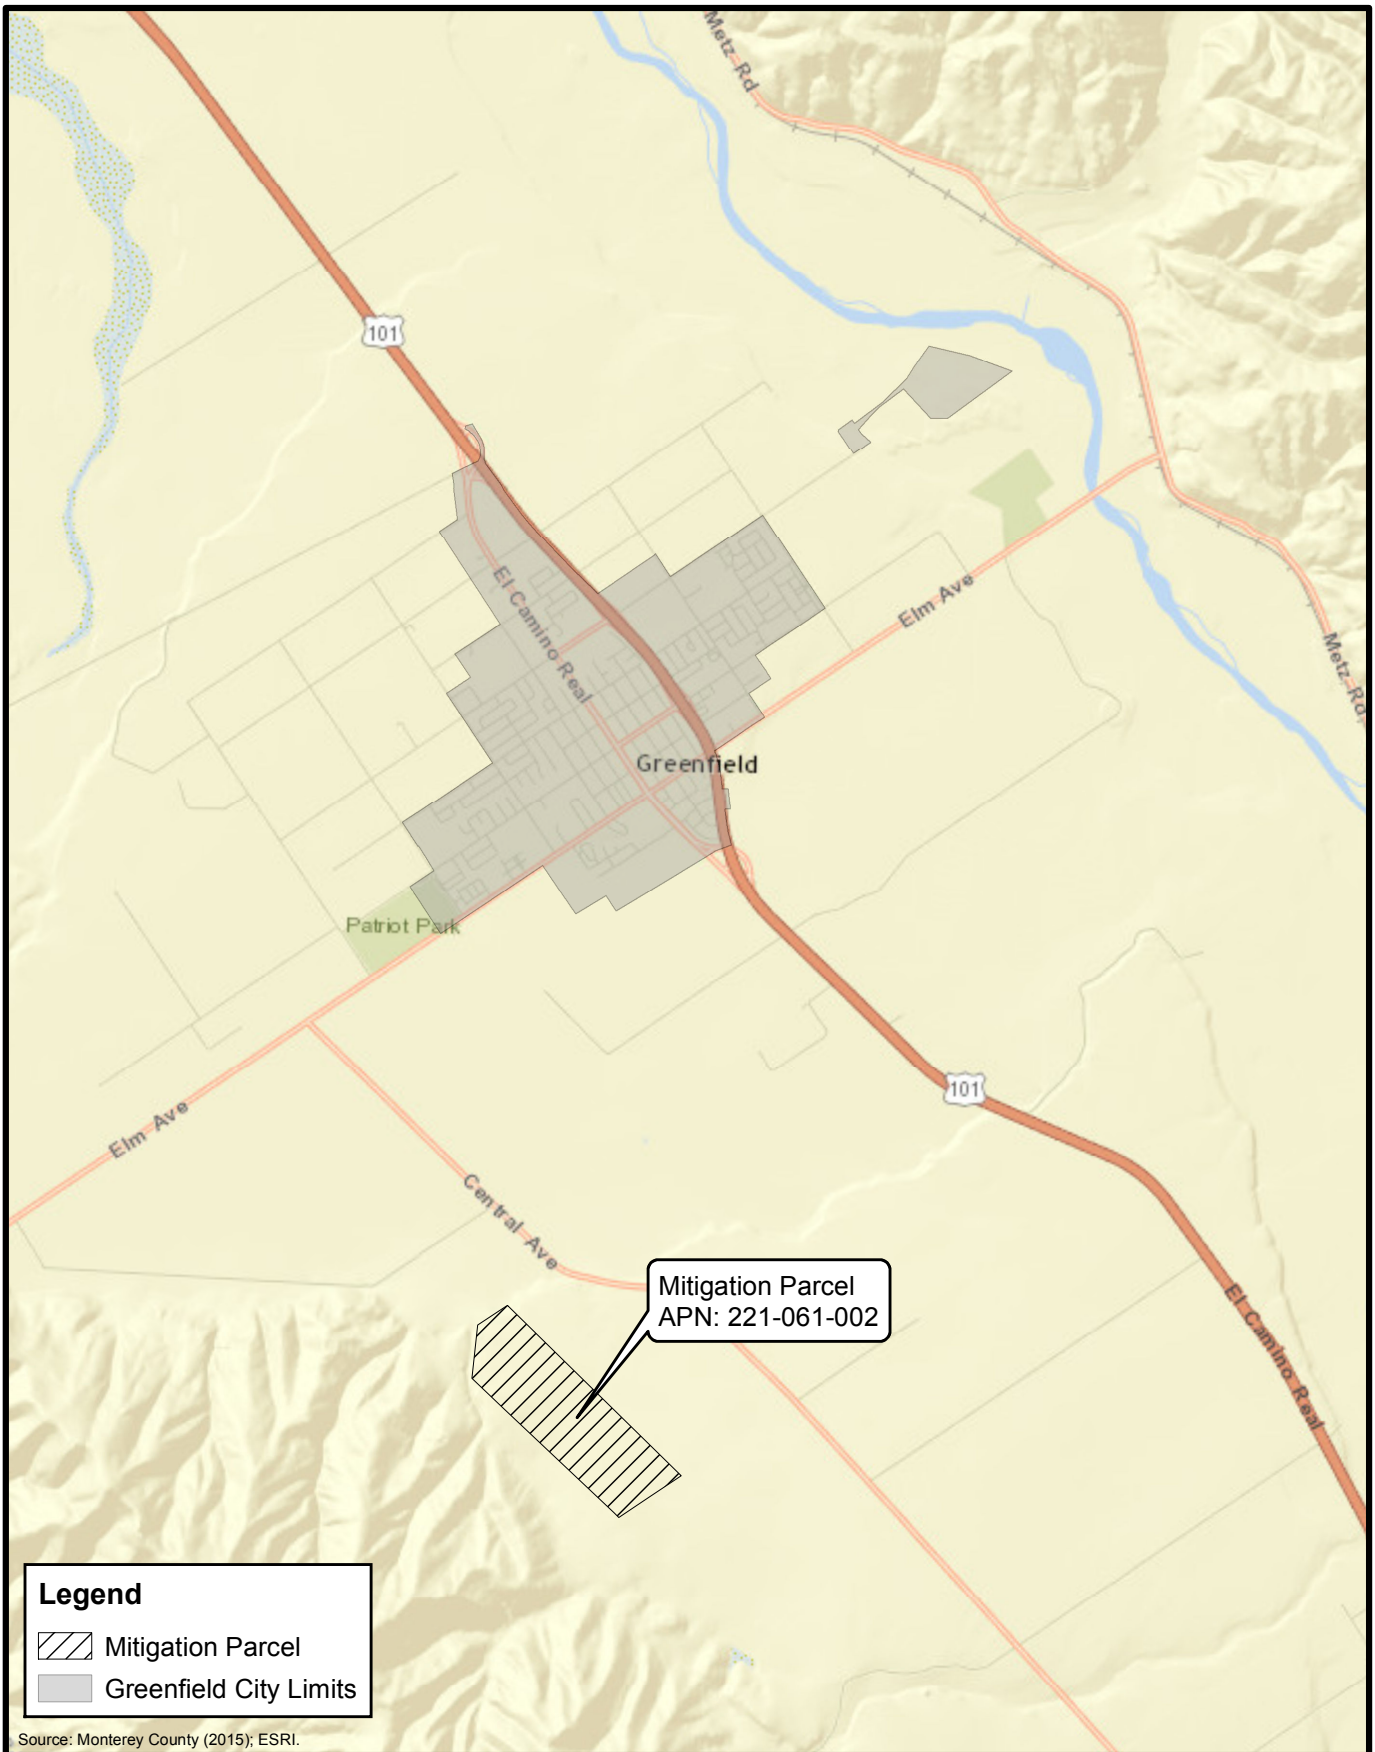 Metz Rd
101
El Camino Real
Elm Ave
Metz Rd
Greenfield
Patriot Park
101
Elm Ave
Central Ave
Mitigation Parcel
APN: 221-061-002
El Camino Real
Legend
Mitigation Parcel
Greenfield City Limits
Source: Monterey County (2015); ESRI.